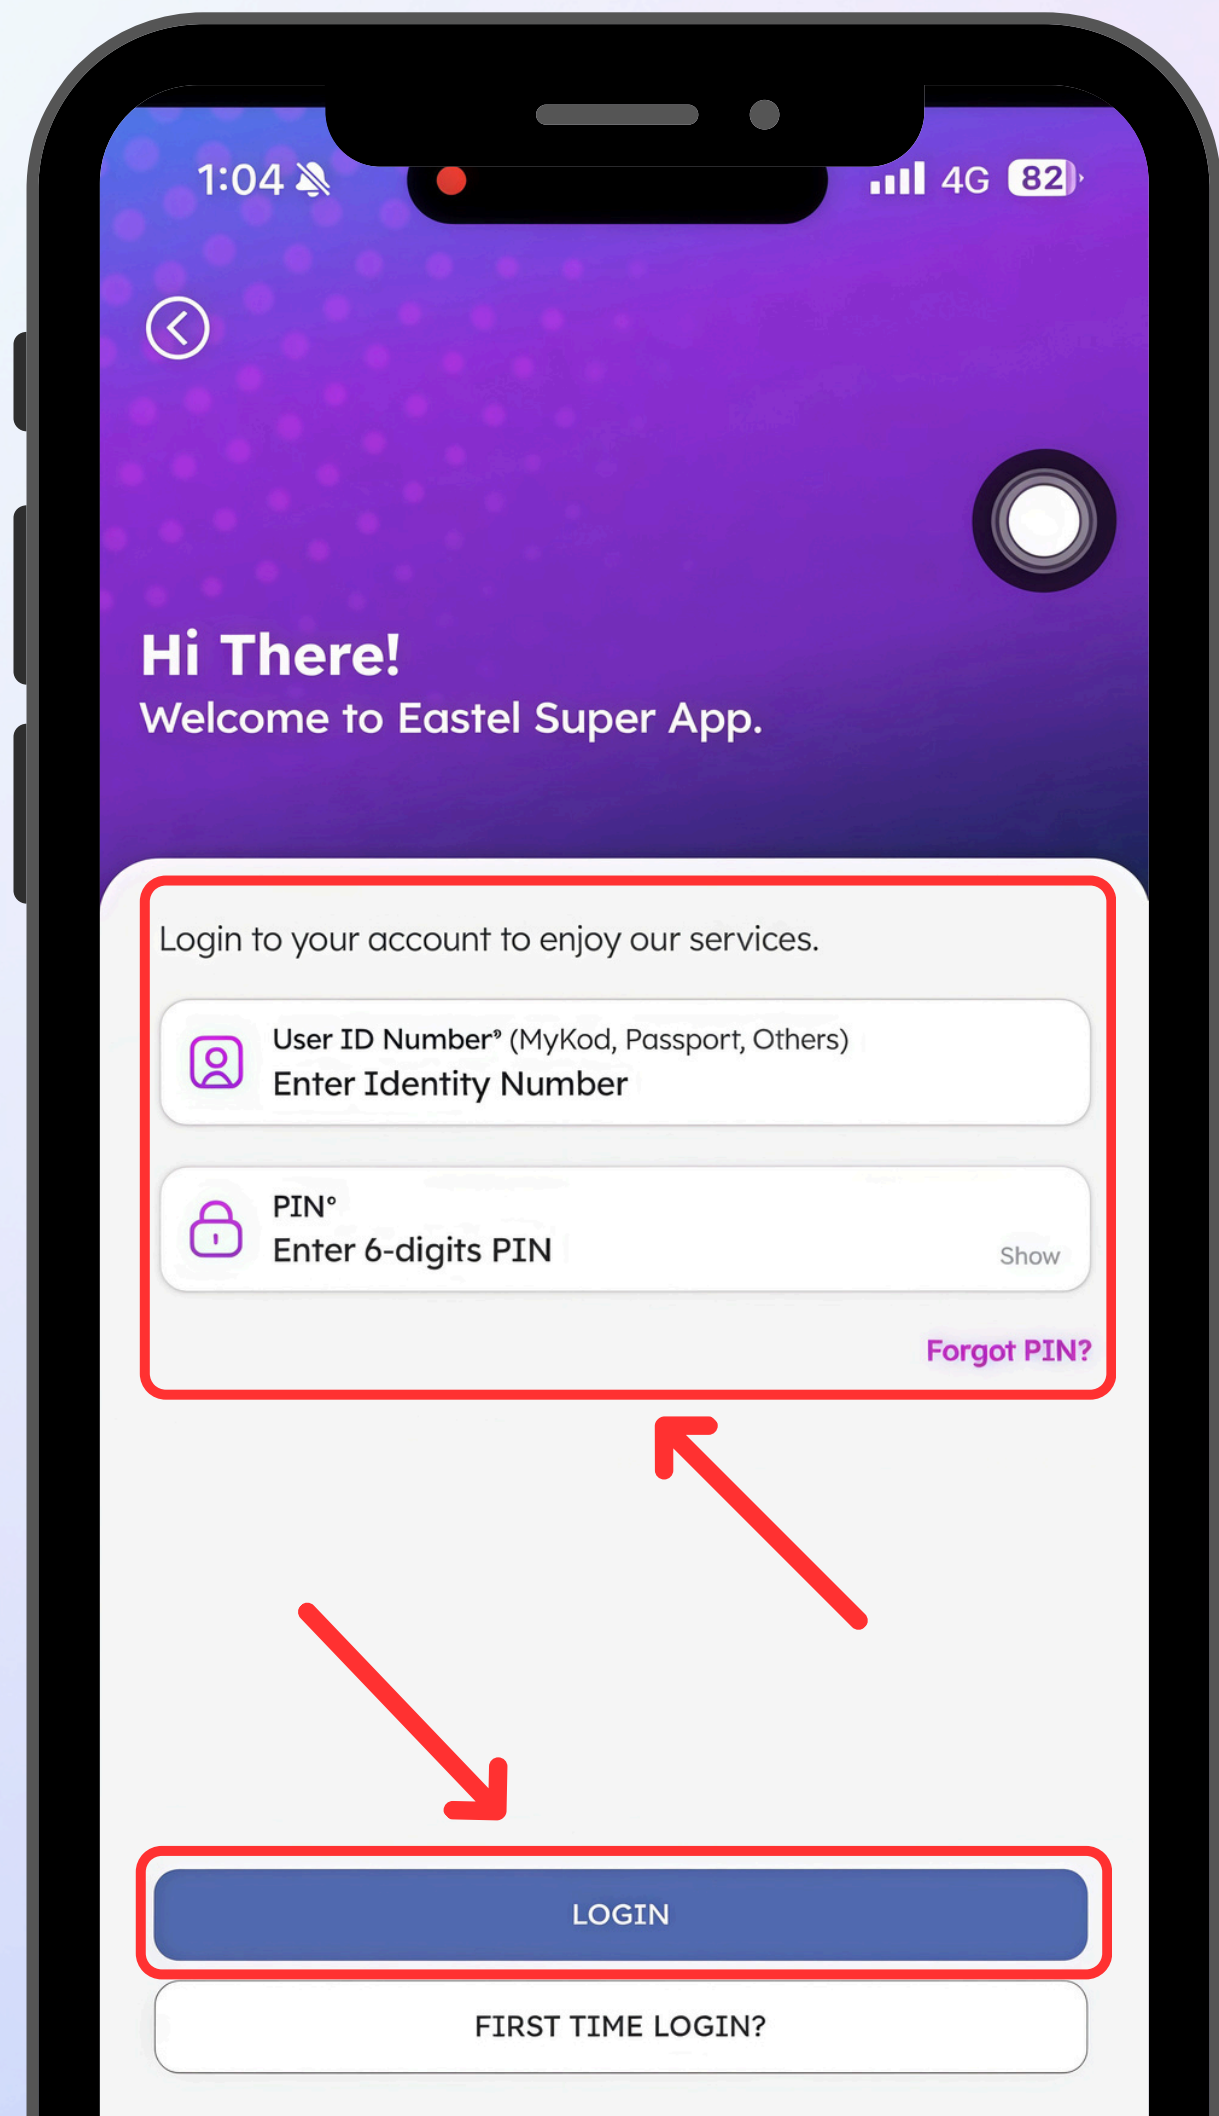 1:04 4G 82
Hi There!
Welcome to Eastel Super App.
Login to your account to enjoy our services.
User ID Number° (MyKod, Passport, Others)
Enter Identity Number
PIN°
Enter 6-digits PIN
Show
Forgot PIN?
LOGIN
FIRST TIME LOGIN?